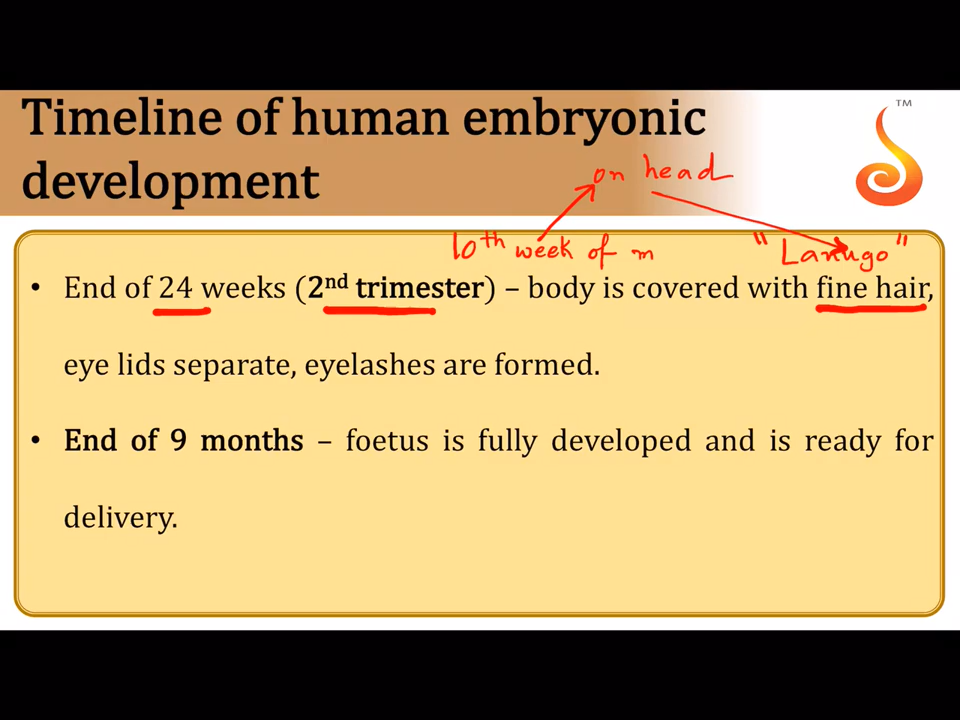 Timeline of human embryonic
development
TM
on head
10th week of m
"Lanugo"
• End of 24 weeks (2nd trimester) – body is covered with fine hair,
eye lids separate, eyelashes are formed.
• End of 9 months – foetus is fully developed and is ready for
delivery.